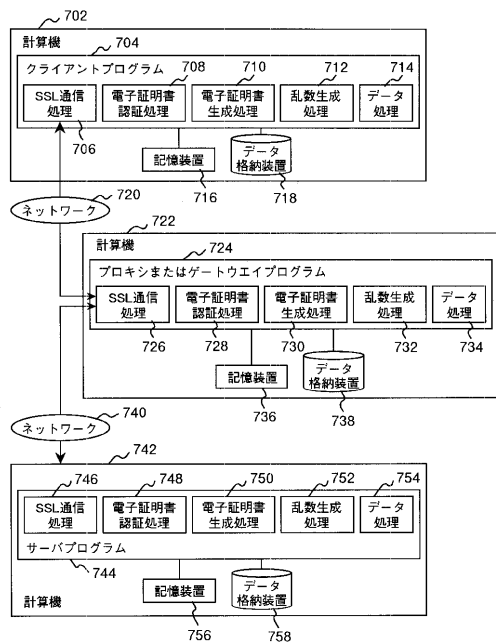 702
計算機
704
クライアントプログラム
708
710
712
714
SSL通信
処理
電子証明書
認証処理
電子証明書
生成処理
乱数生成
処理
データ
処理
706
記憶装置
データ
格納装置
716
718
720
ネットワーク
722
計算機
724
プロキシまたはゲートウエイプログラム
SSL通信
処理
電子証明書
認証処理
電子証明書
生成処理
乱数生成
処理
データ
処理
726
728
730
732
734
記憶装置
データ
格納装置
736
738
740
ネットワーク
742
746
748
750
752
754
SSL通信
処理
電子証明書
認証処理
電子証明書
生成処理
乱数生成
処理
データ
処理
サーバプログラム
744
記憶装置
データ
格納装置
計算機
756
758